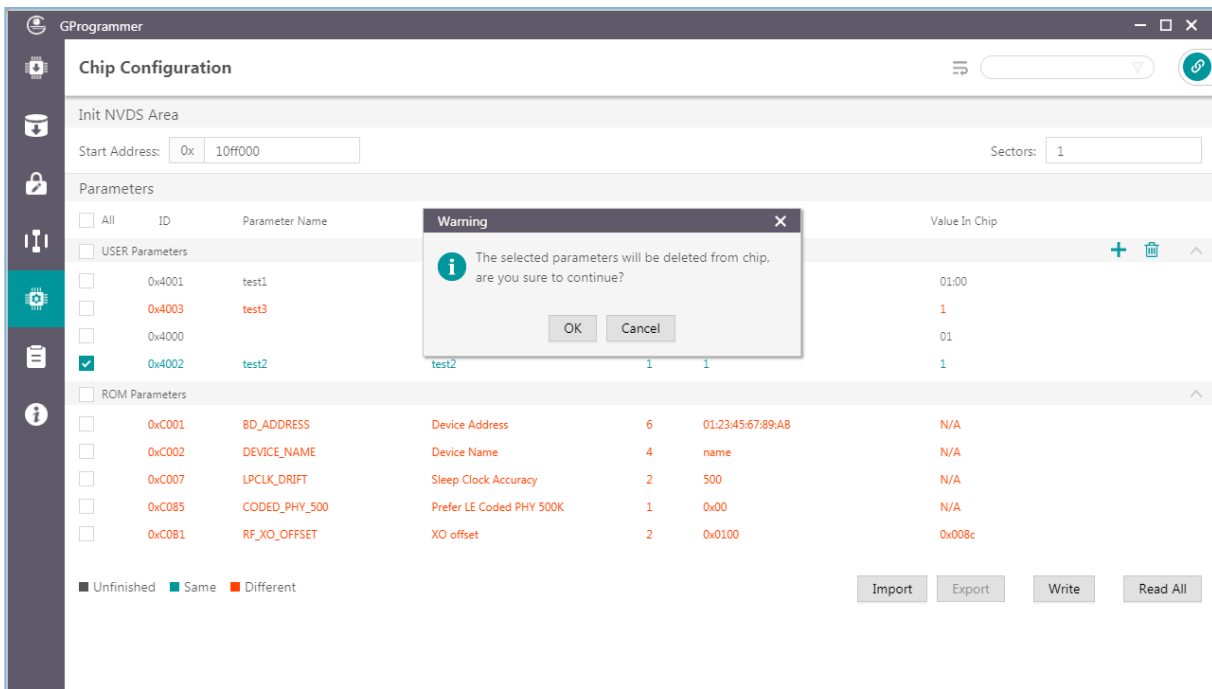 GProgrammer
Chip Configuration
Init NVDS Area
Start Address: 0x 10ff000 Sectors: 1
Parameters
All ID Parameter Name Value In Chip
Warning
USER Parameters
The selected parameters will be deleted from chip,
are you sure to continue?
0x4001 test1 01:00
0x4003 test3 1
OK Cancel
0x4000 01
0x4002 test2 test2 1 1 1
ROM Parameters
0xC001 BD_ADDRESS Device Address 6 01:23:45:67:89:AB N/A
0xC002 DEVICE_NAME Device Name 4 name N/A
0xC007 LPCLK_DRIFT Sleep Clock Accuracy 2 500 N/A
0xC085 CODED_PHY_500 Prefer LE Coded PHY 500K 1 0x00 N/A
0xC0B1 RF_XO_OFFSET XO offset 2 0x0100 0x008c
Unfinished Same Different
Import Export Write Read All